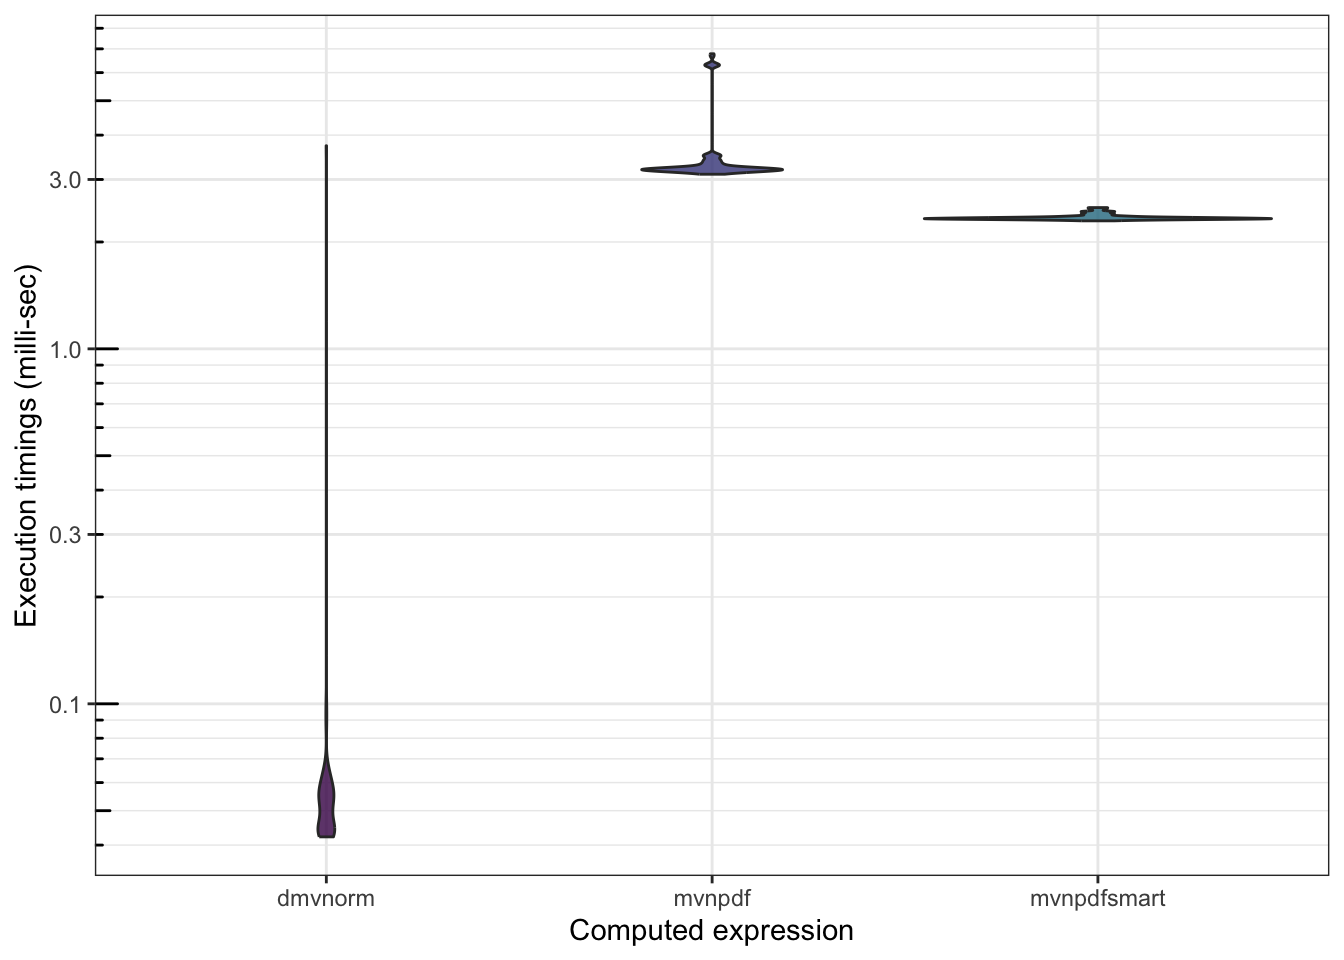 Execution timings (milli-sec)
3.0
1.0
0.3
0.1
dmvnorm
mvnpdf
mvnpdfsmart
Computed expression